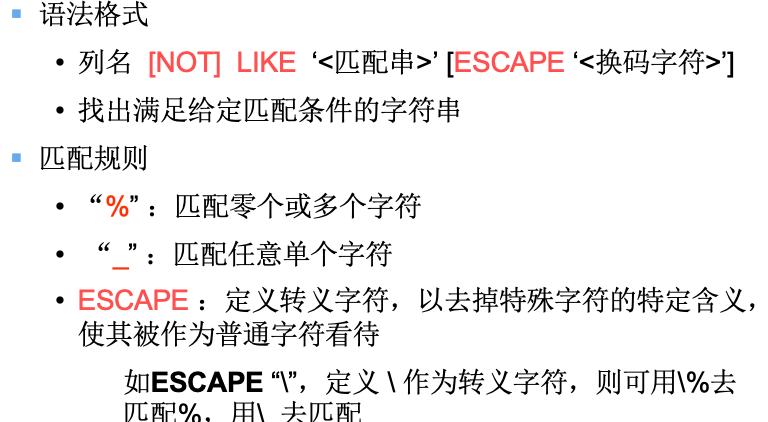 ▪ 语法格式
• 列名 [NOT] LIKE ‘<匹配串>’ [ESCAPE ‘<换码字符>’]
• 找出满足给定匹配条件的字符串
▪ 匹配规则
• “%”：匹配零个或多个字符
• “_”：匹配任意单个字符
• ESCAPE ：定义转义字符，以去掉特殊字符的特定含义，
使其被作为普通字符看待
如ESCAPE “\”，定义 \ 作为转义字符，则可用\%去
匹配%，用\ 去匹配